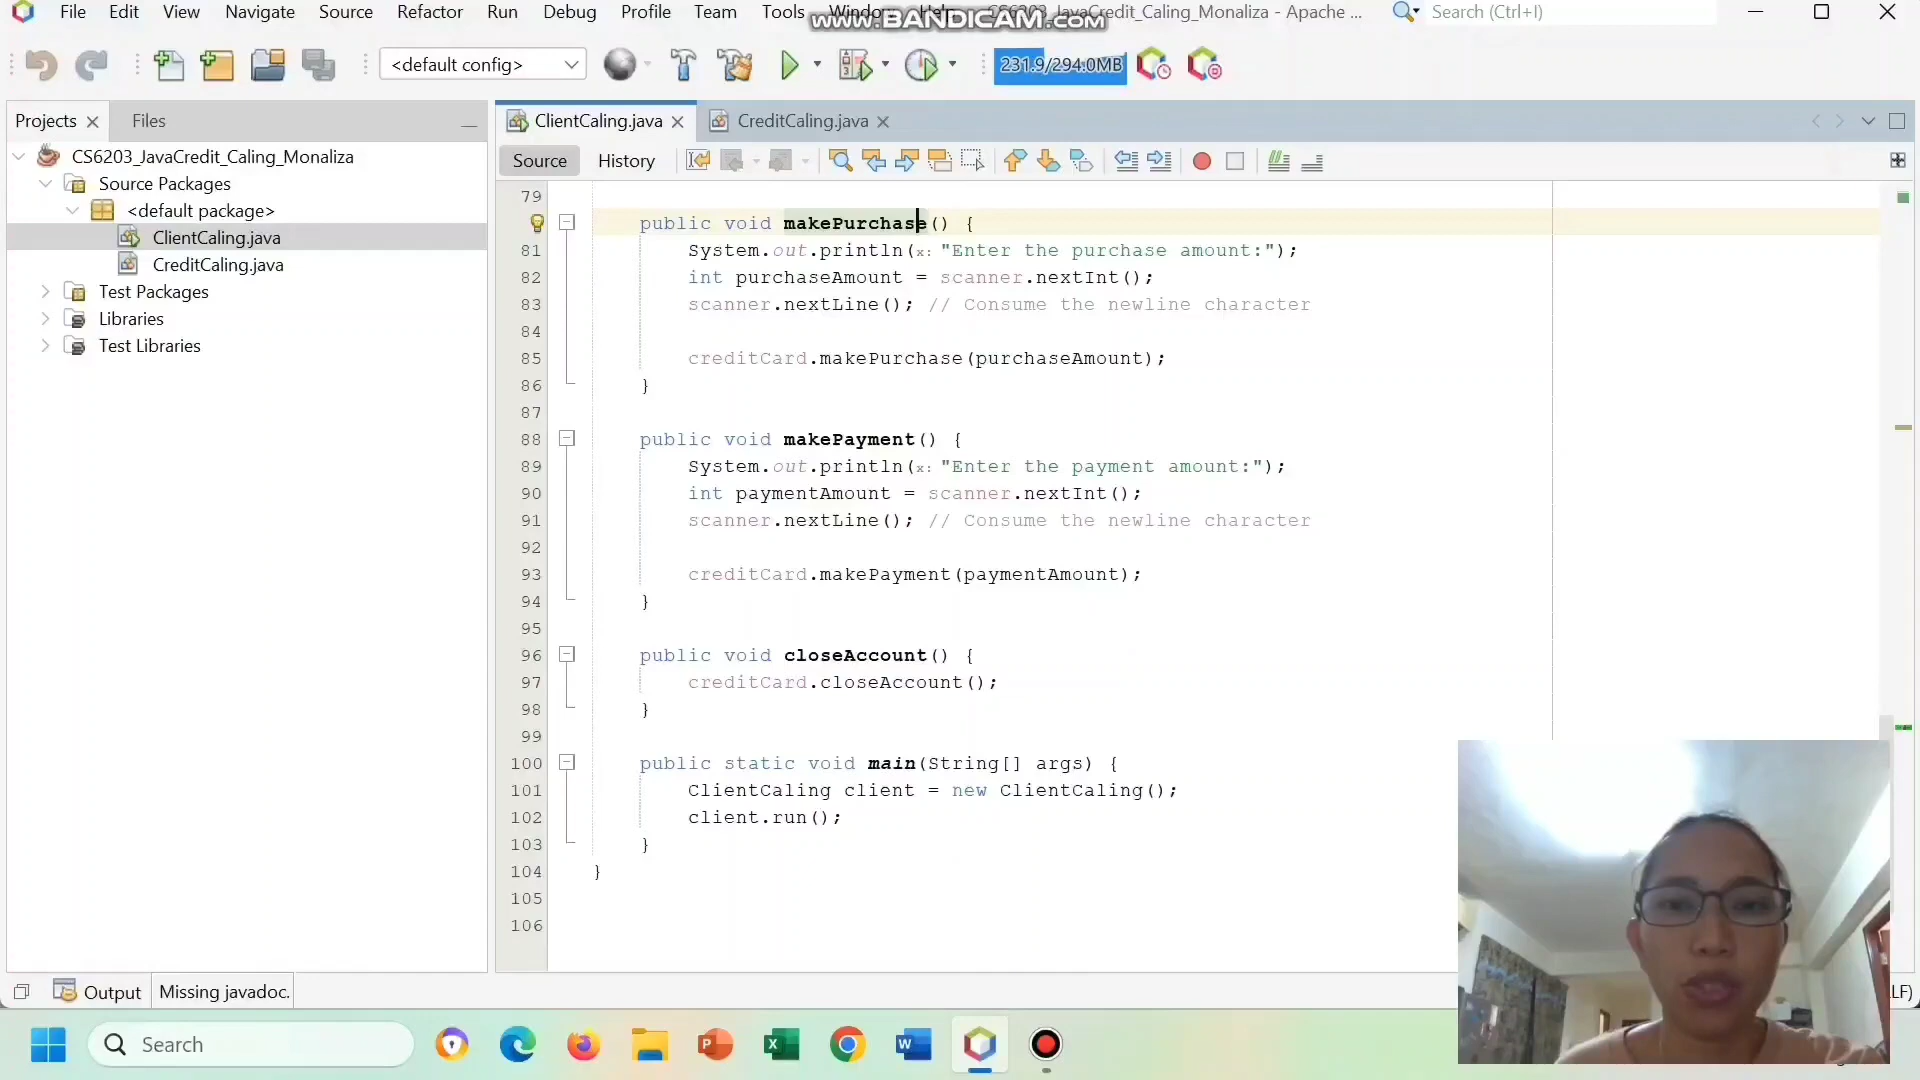 File Edit View Navigate Source Refactor Run Debug Profile Team Tools Window Help CS6203_JavaCredit_Caling_Monaliza - Apache ... Search (Ctrl+I)
WWW.BANDICAM.COM
<default config> 231.9/294.0MB
Projects Files
CS6203_JavaCredit_Caling_Monaliza
Source Packages
<default package>
ClientCaling.java
CreditCaling.java
Test Packages
Libraries
Test Libraries
ClientCaling.java CreditCaling.java
Source History
79
public void makePurchase() {
81 System.out.println(x: "Enter the purchase amount:");
82 int purchaseAmount = scanner.nextInt();
83 scanner.nextLine(); // Consume the newline character
84
85 creditCard.makePurchase(purchaseAmount);
86 }
87
88 public void makePayment() {
89 System.out.println(x: "Enter the payment amount:");
90 int paymentAmount = scanner.nextInt();
91 scanner.nextLine(); // Consume the newline character
92
93 creditCard.makePayment(paymentAmount);
94 }
95
96 public void closeAccount() {
97 creditCard.closeAccount();
98 }
99
100 public static void main(String[] args) {
101 ClientCaling client = new ClientCaling();
102 client.run();
103 }
104 }
105
106
Output Missing javadoc. LF)
Search